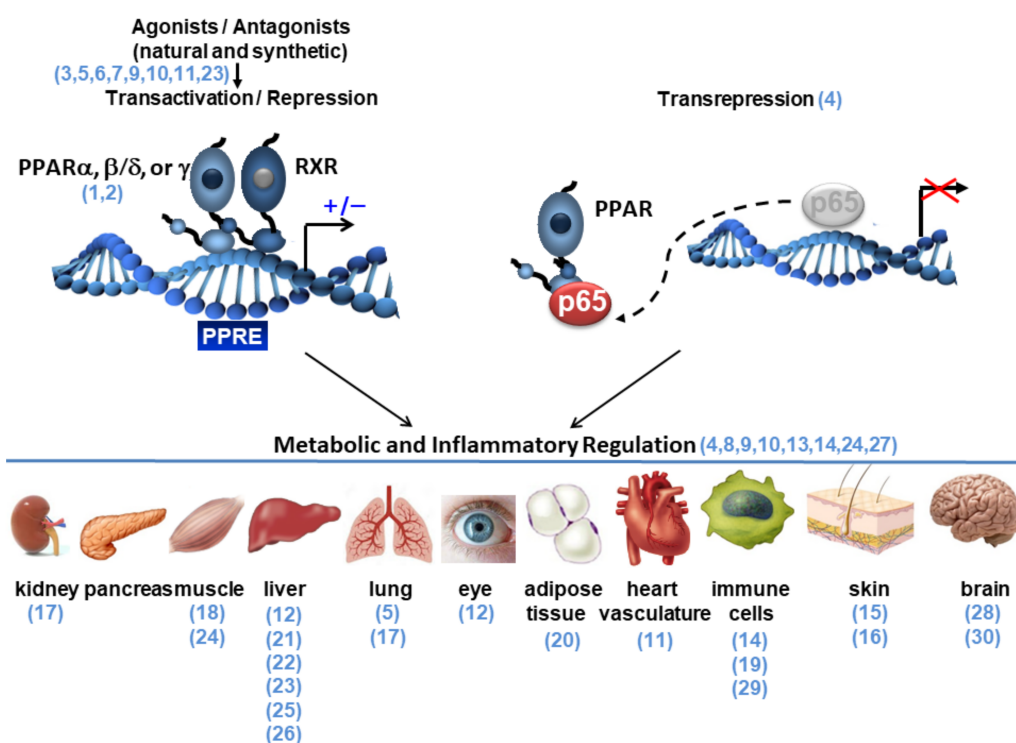 Agonists / Antagonists
(natural and synthetic)
(3,5,6,7,9,10,11,23)
Transactivation / Repression
Transrepression (4)
PPARα, β/δ, or γ
(1,2)
RXR
+/−
PPRE
PPAR
p65
p65
Metabolic and Inflammatory Regulation (4,8,9,10,13,14,24,27)
kidney
(17)
pancreas
muscle
(18)
(24)
liver
(12)
(21)
(22)
(23)
(25)
(26)
lung
(5)
(17)
eye
(12)
adipose
tissue
(20)
heart
vasculature
(11)
immune
cells
(14)
(19)
(29)
skin
(15)
(16)
brain
(28)
(30)